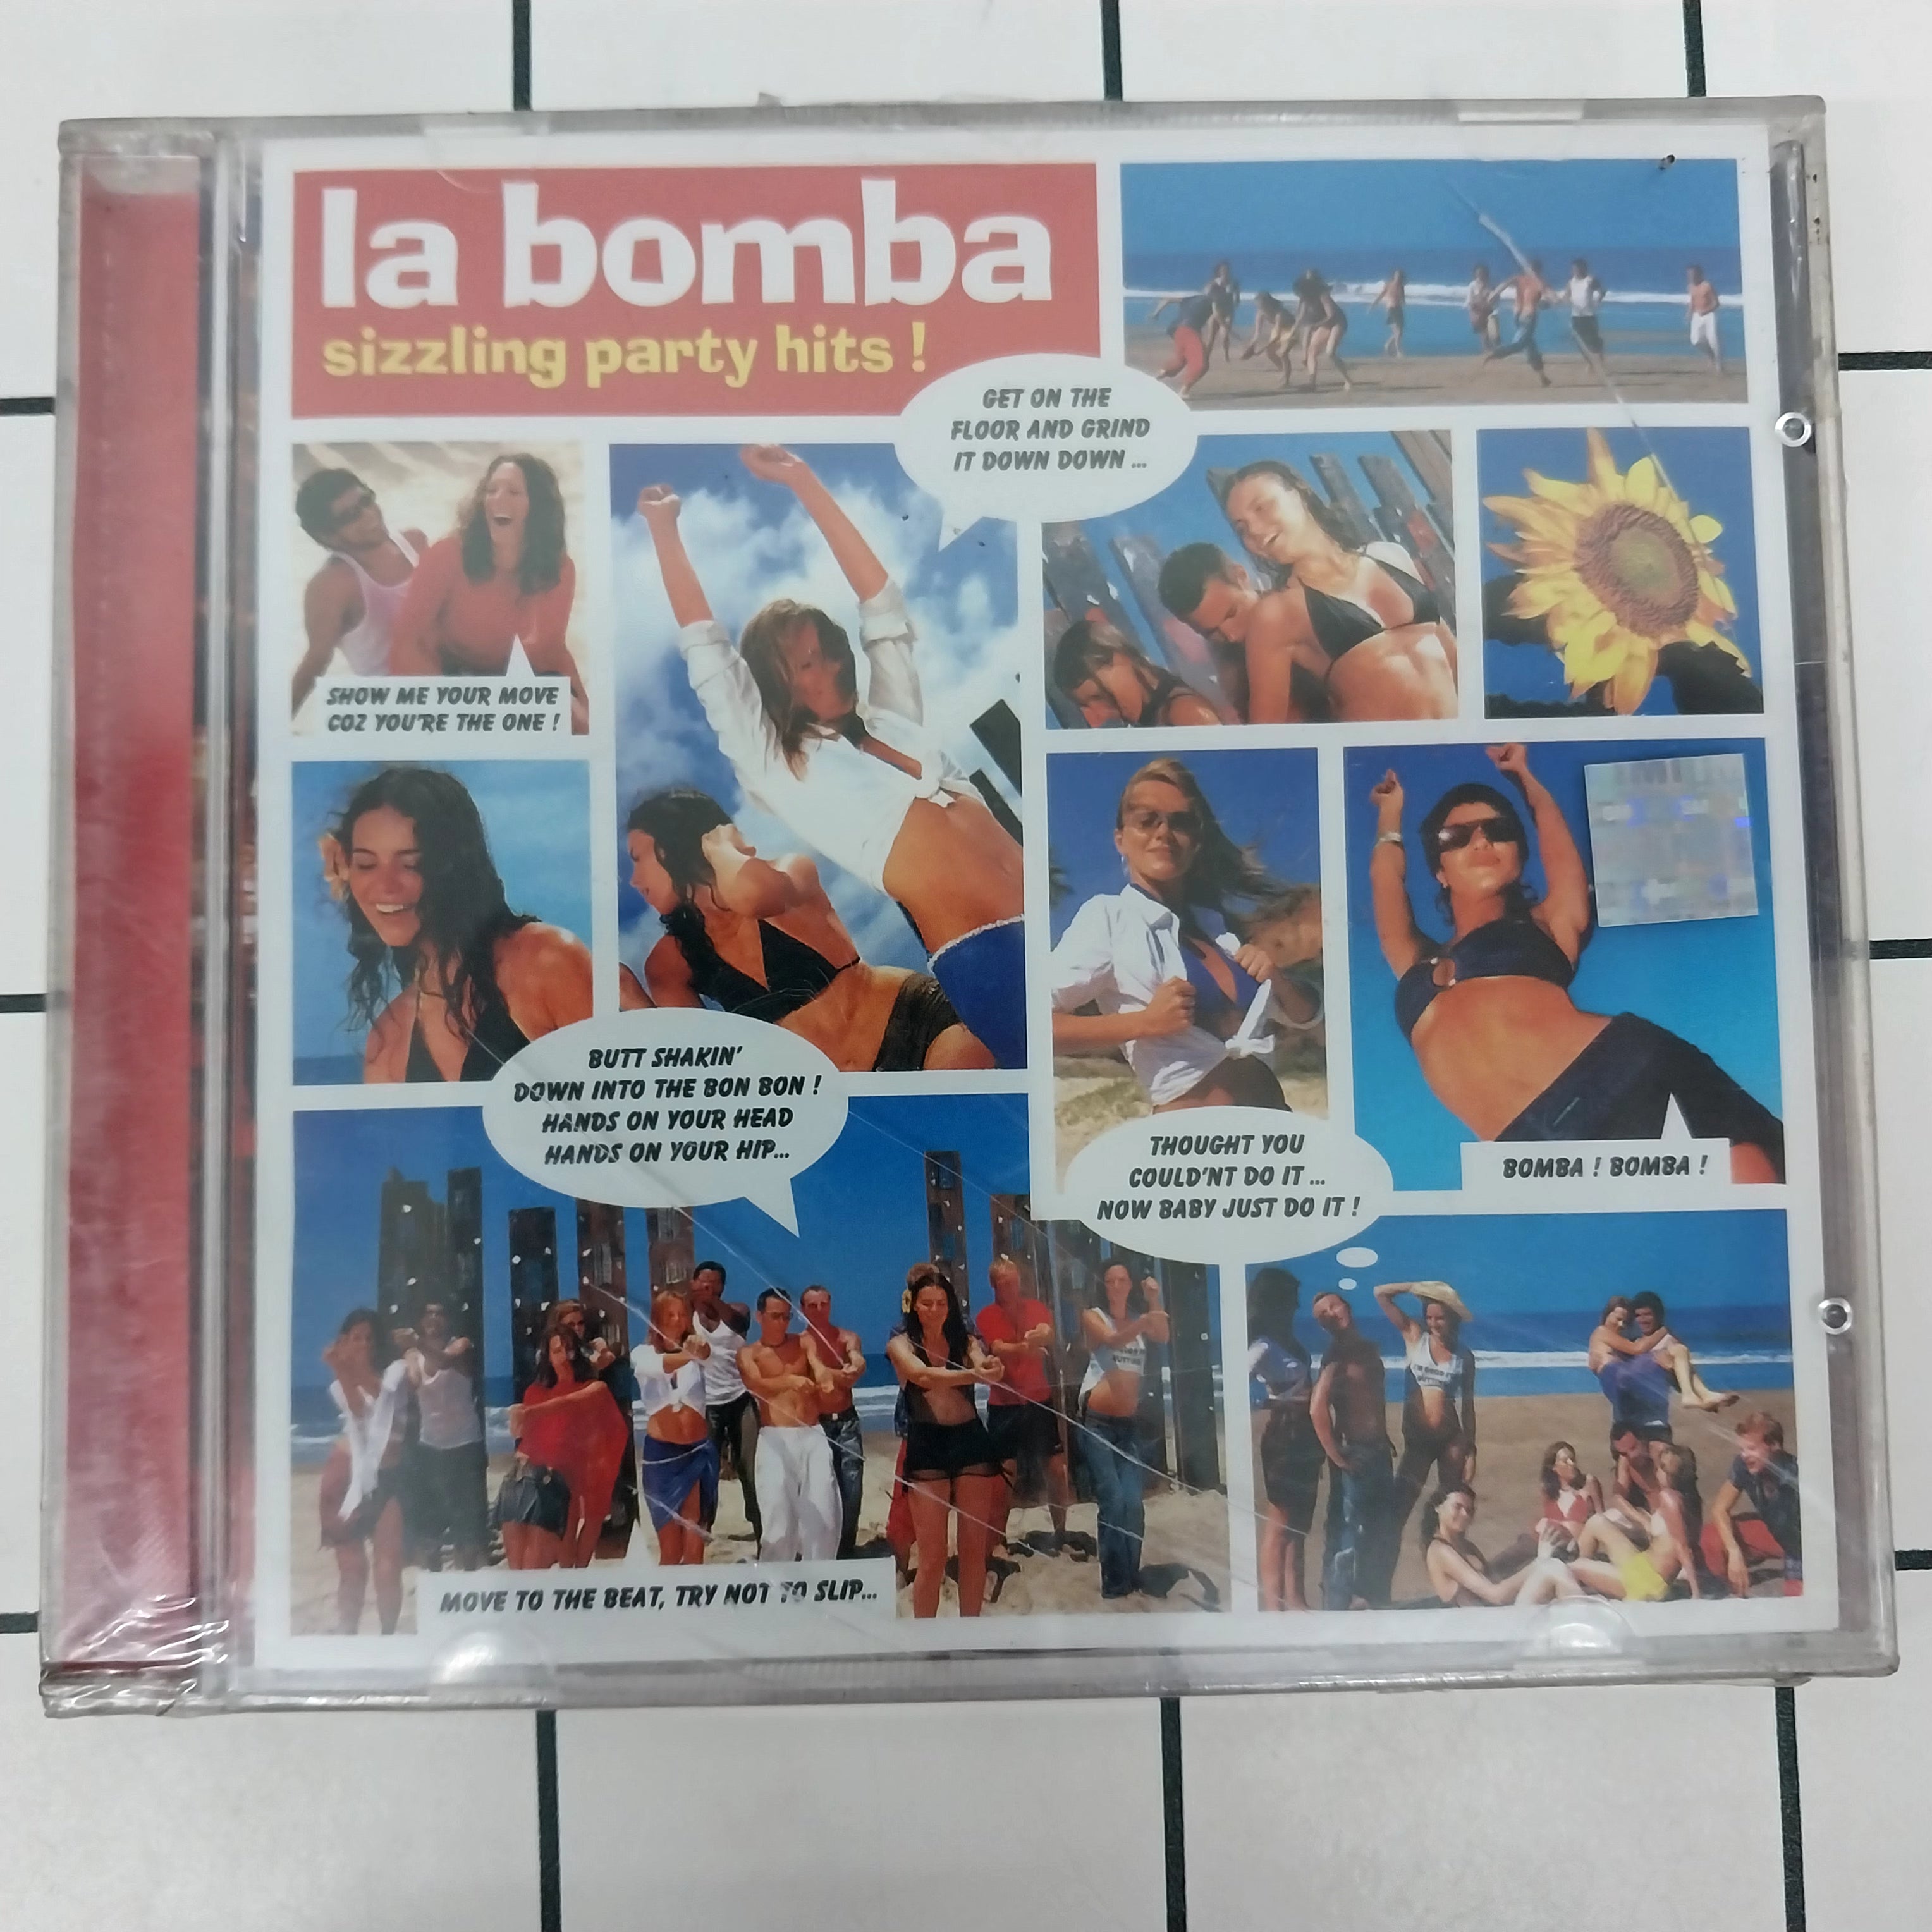 la bomba
sizzling party hits !
GET ON THE
FLOOR AND GRIND
IT DOWN DOWN ...
SHOW ME YOUR MOVE
COZ YOU'RE THE ONE !
BUTT SHAKIN'
DOWN INTO THE BON BON !
HANDS ON YOUR HEAD
HANDS ON YOUR HIP...
THOUGHT YOU
COULD'NT DO IT ...
NOW BABY JUST DO IT !
BOMBA ! BOMBA !
MOVE TO THE BEAT, TRY NOT TO SLIP...